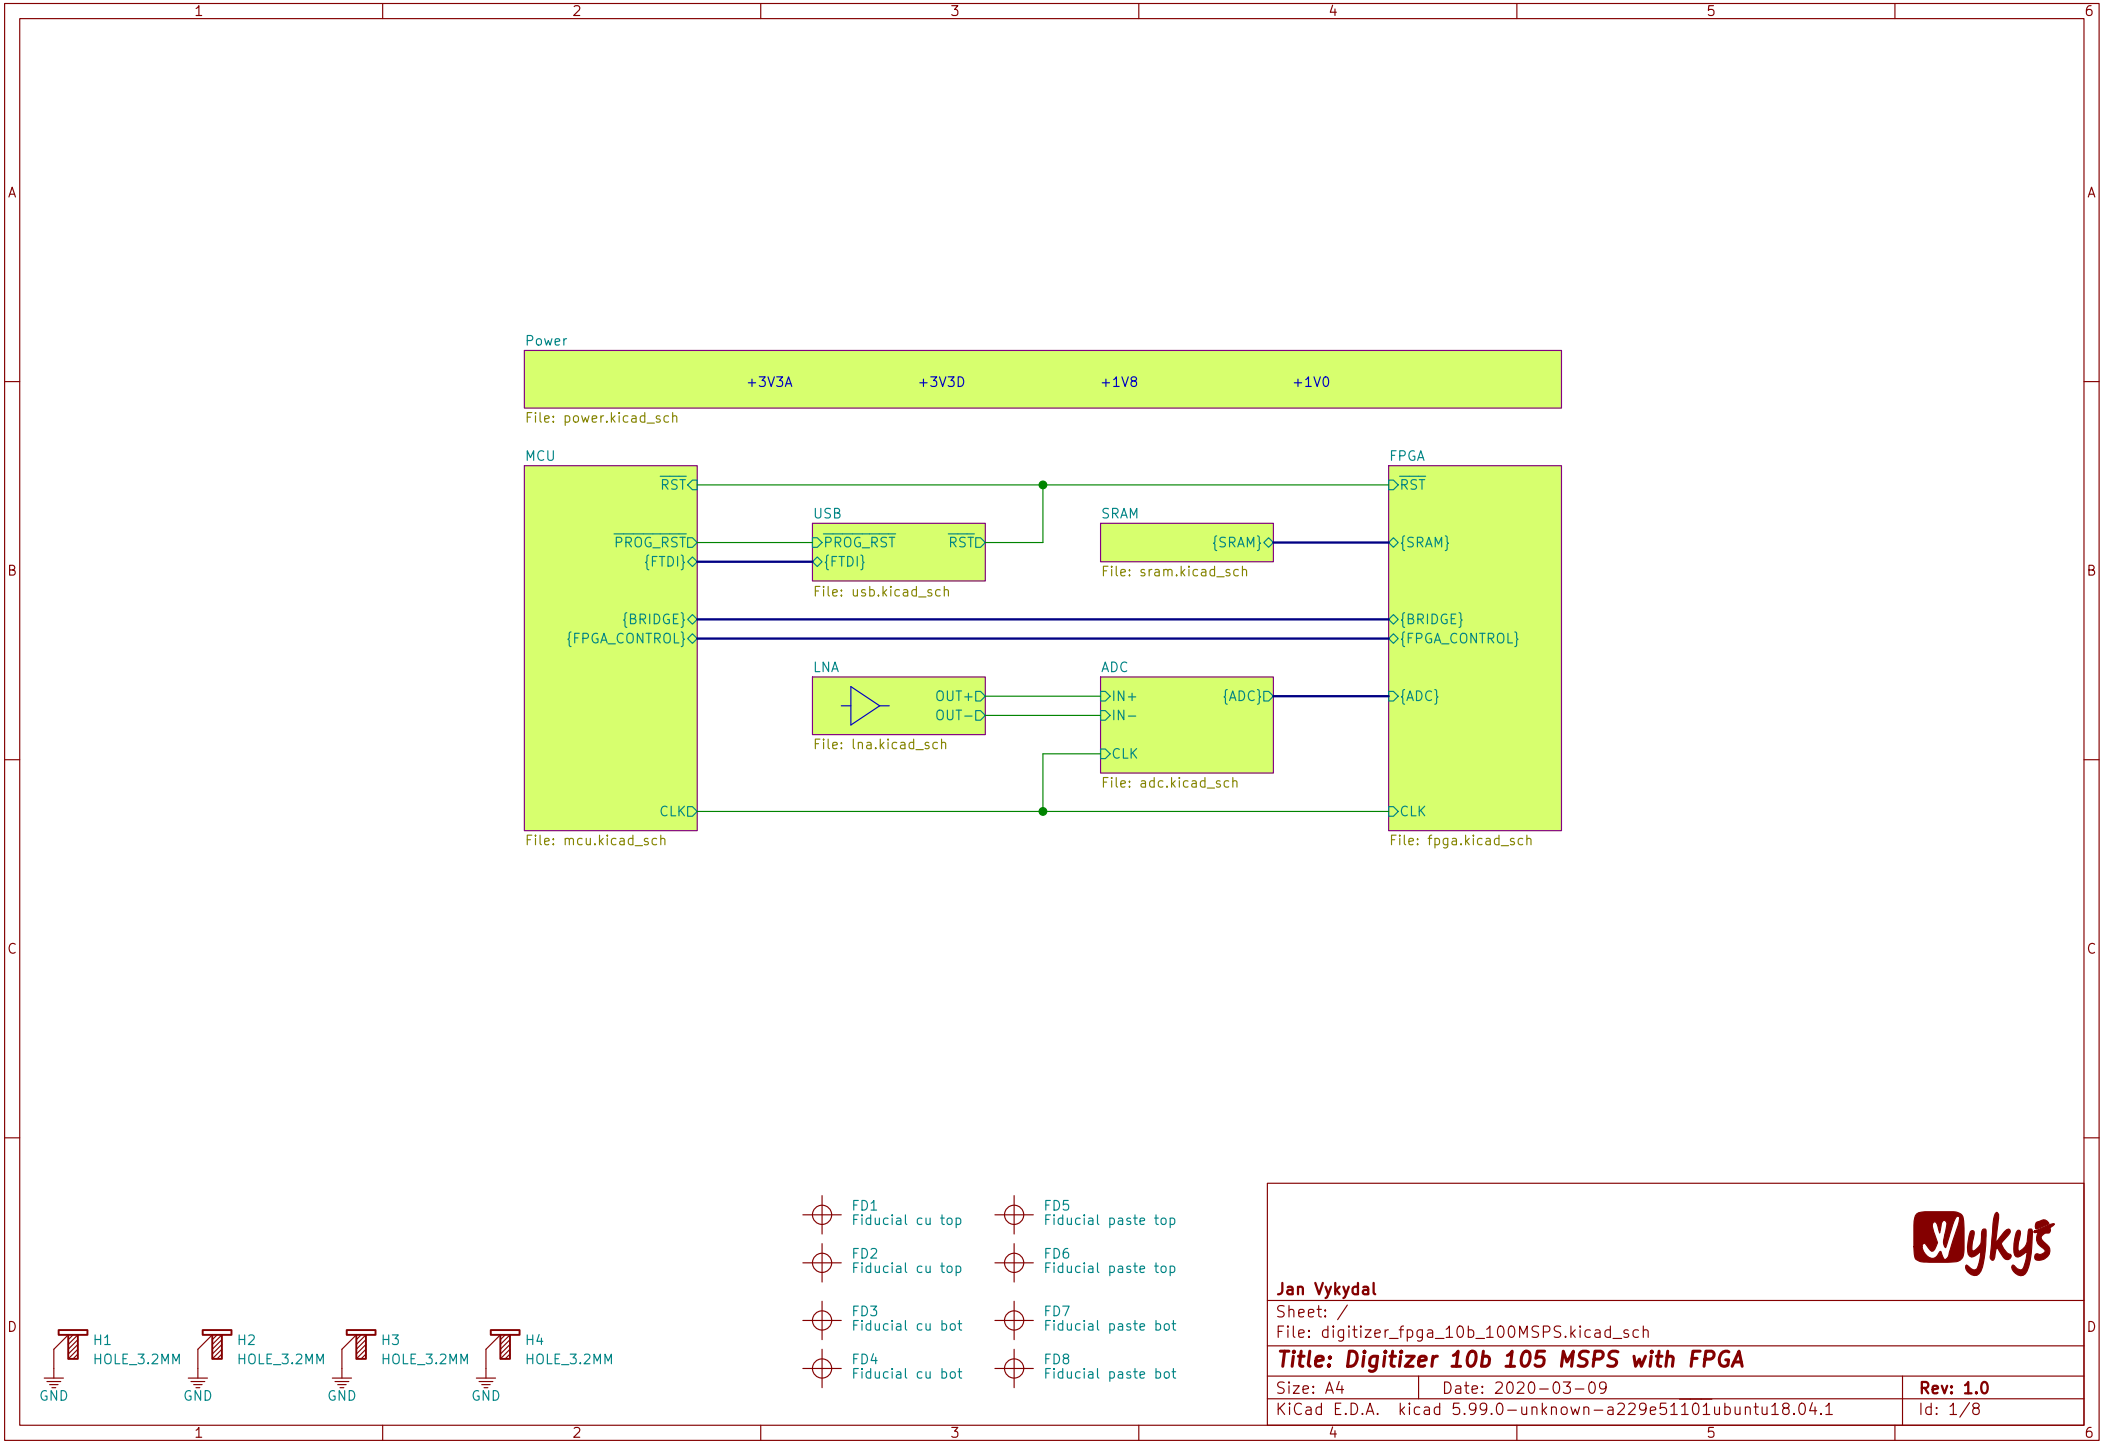 1 2 3 4 5 6
A A
B B
C C
D D
Power
+3V3A +3V3D +1V8 +1V0
File: power.kicad_sch
MCU
RST
PROG_RST
{FTDI}
{BRIDGE}
{FPGA_CONTROL}
CLK
File: mcu.kicad_sch
USB
PROG_RST RST
{FTDI}
File: usb.kicad_sch
SRAM
{SRAM}
File: sram.kicad_sch
LNA
OUT+
OUT-
File: lna.kicad_sch
ADC
IN+ {ADC}
IN-
CLK
File: adc.kicad_sch
FPGA
RST
{SRAM}
{BRIDGE}
{FPGA_CONTROL}
{ADC}
CLK
File: fpga.kicad_sch
H1
HOLE_3.2MM
GND
H2
HOLE_3.2MM
GND
H3
HOLE_3.2MM
GND
H4
HOLE_3.2MM
GND
FD1
Fiducial cu top
FD2
Fiducial cu top
FD3
Fiducial cu bot
FD4
Fiducial cu bot
FD5
Fiducial paste top
FD6
Fiducial paste top
FD7
Fiducial paste bot
FD8
Fiducial paste bot
Wykys
Jan Vykydal
Sheet: /
File: digitizer_fpga_10b_100MSPS.kicad_sch
Title: Digitizer 10b 105 MSPS with FPGA
Size: A4 Date: 2020-03-09 Rev: 1.0
KiCad E.D.A. kicad 5.99.0-unknown-a229e51101ubuntu18.04.1 Id: 1/8
1 2 3 4 5 6